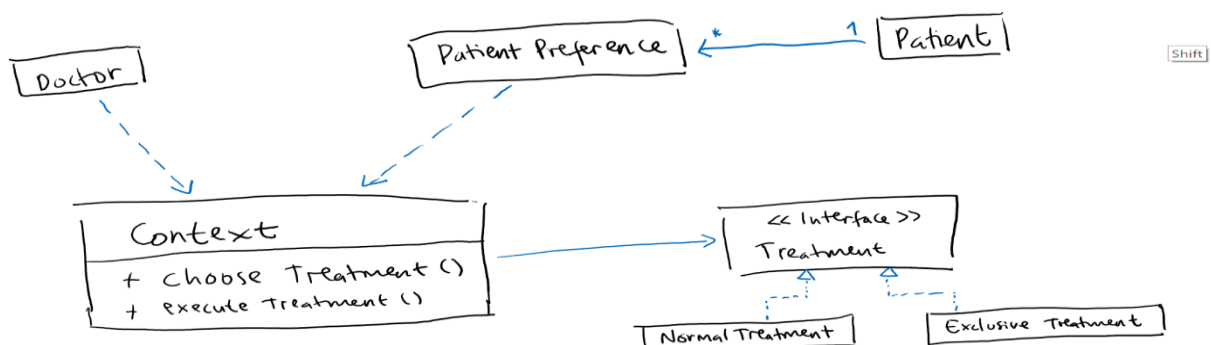 Doctor
Patient Preference
*
1
Patient
Shift
Context
+ Choose Treatment ()
+ execute Treatment ()
<< Interface >>
Treatment
Normal Treatment
Exclusive Treatment